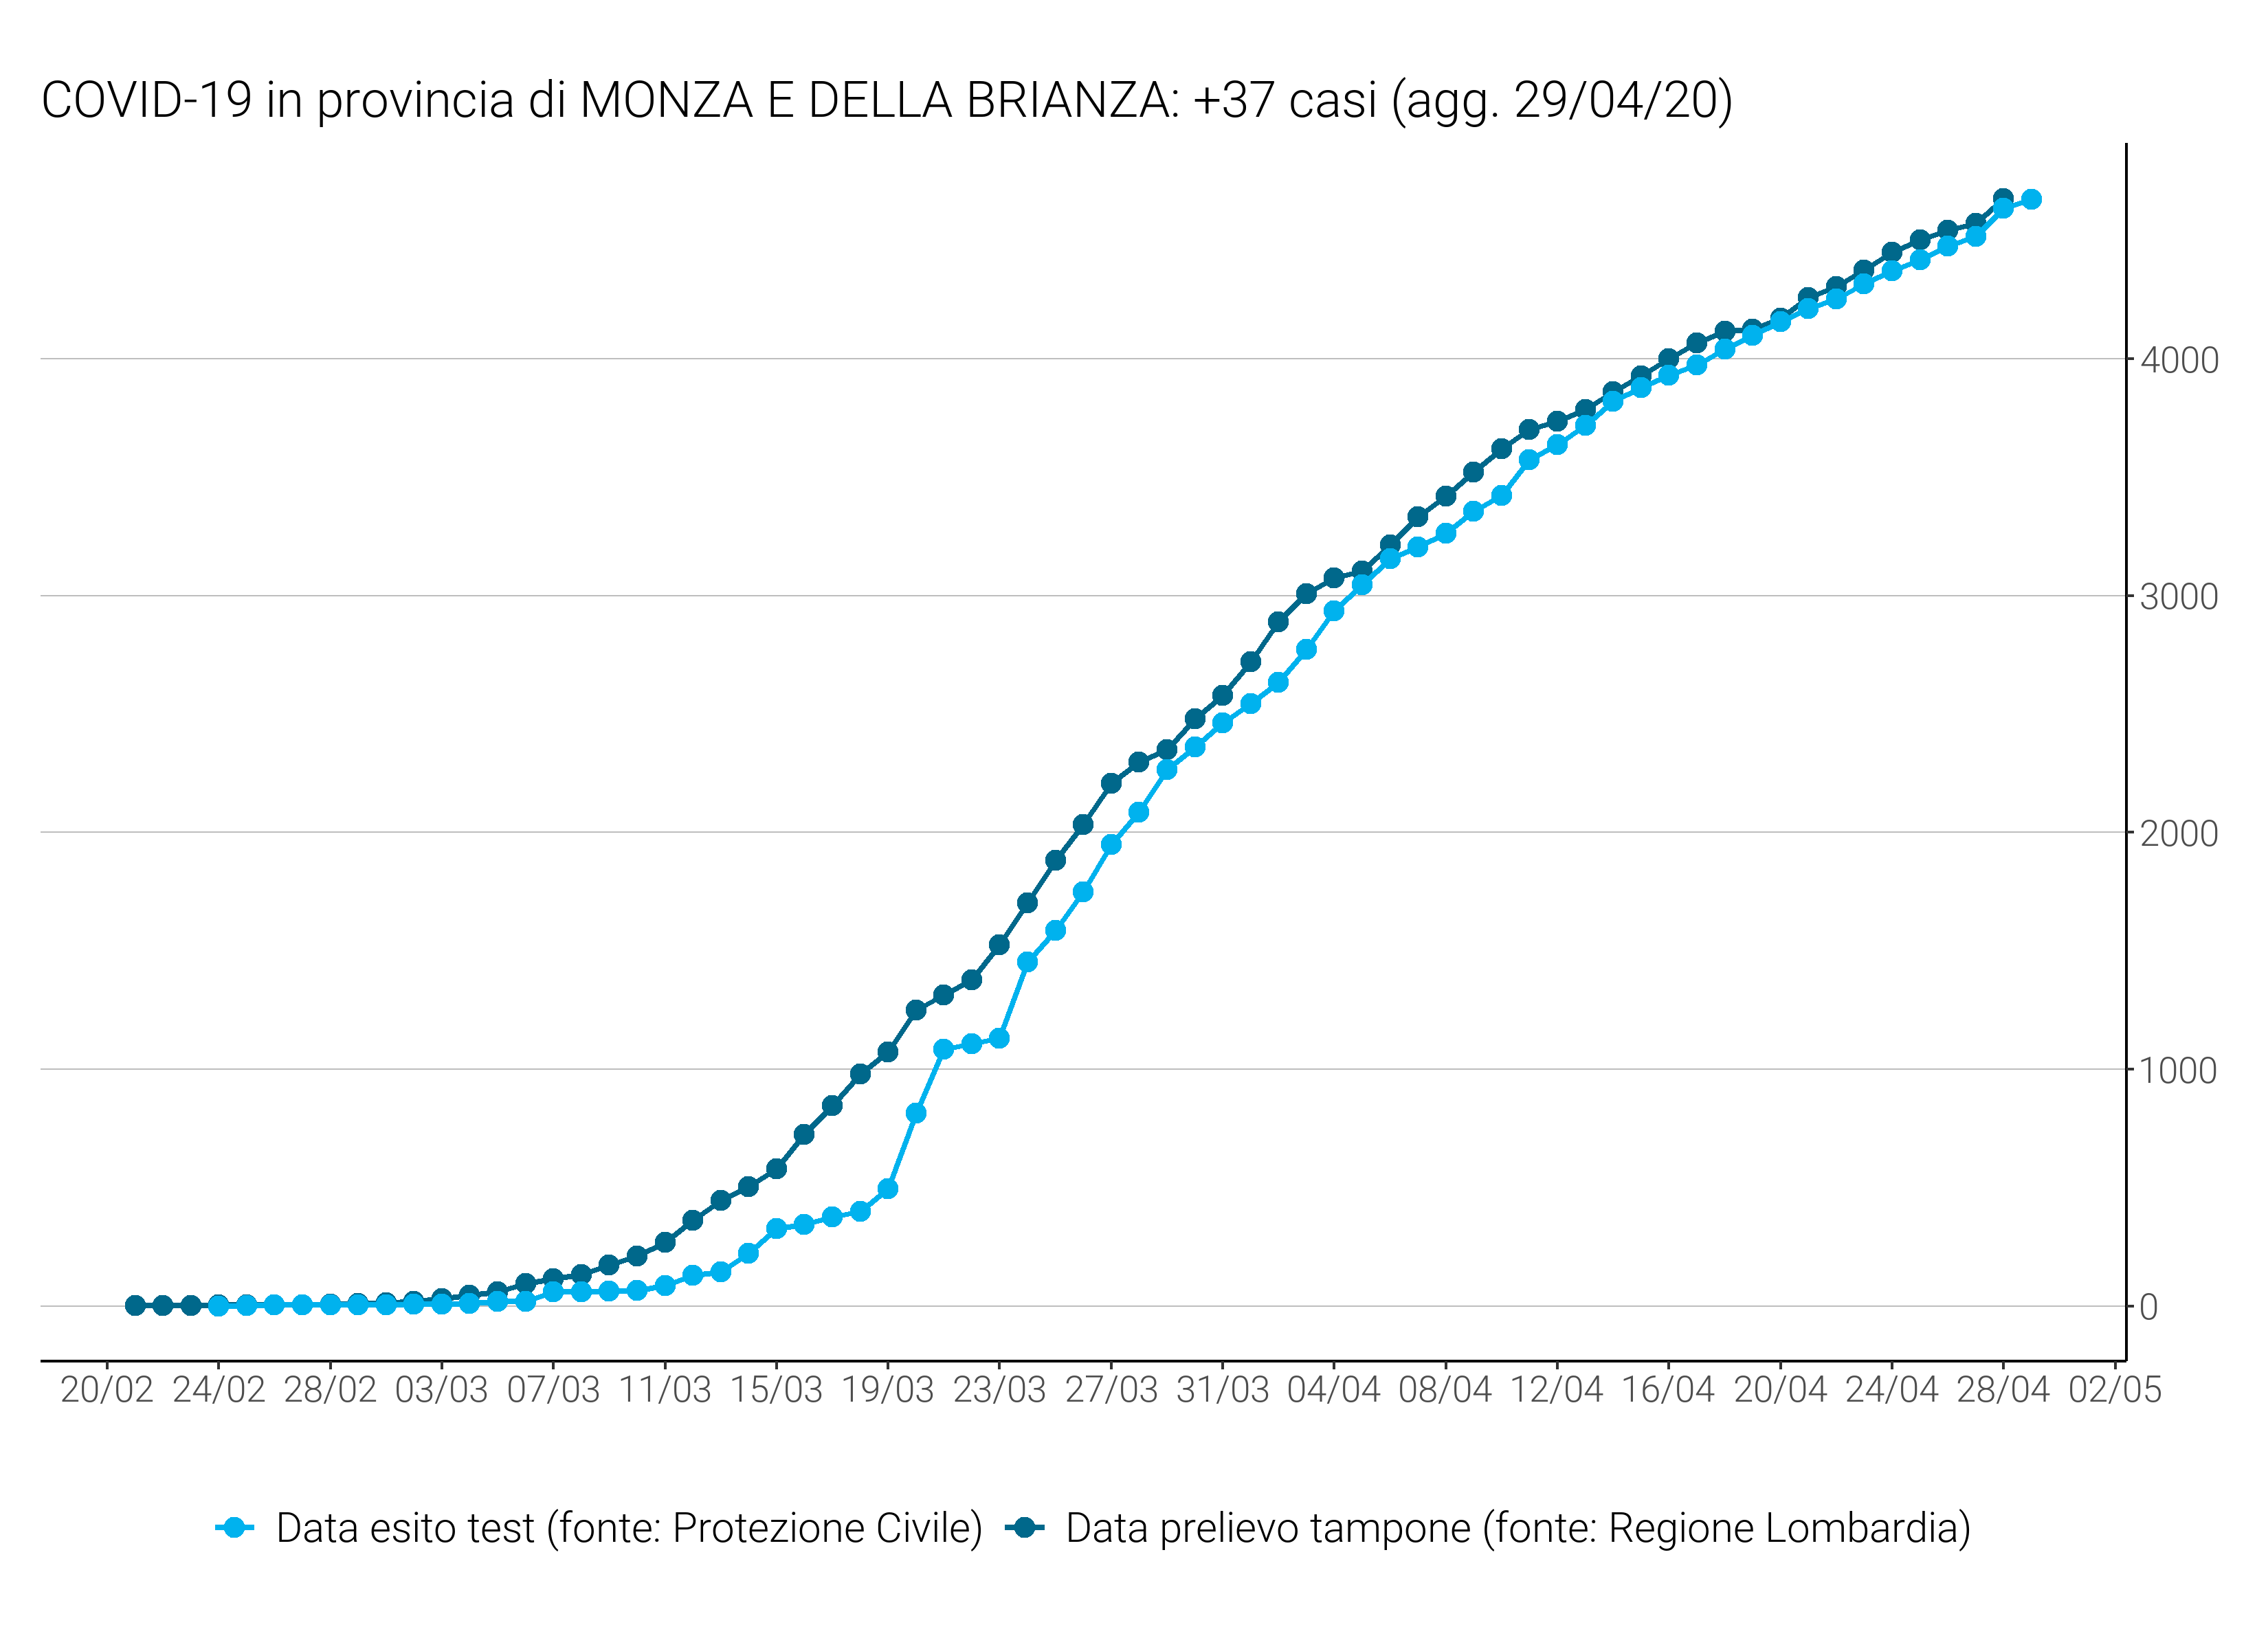 COVID-19 in provincia di MONZA E DELLA BRIANZA: +37 casi (agg. 29/04/20)
4000
3000
2000
1000
0
20/02 24/02 28/02 03/03 07/03 11/03 15/03 19/03 23/03 27/03 31/03 04/04 08/04 12/04 16/04 20/04 24/04 28/04 02/05
Data esito test (fonte: Protezione Civile) Data prelievo tampone (fonte: Regione Lombardia)